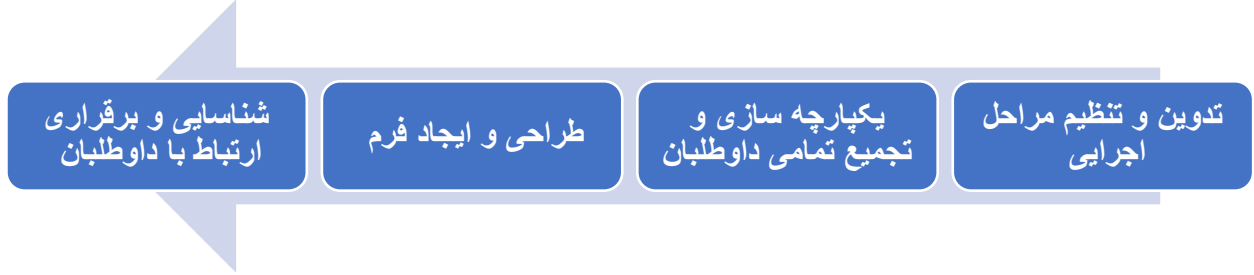 تدوین و تنظیم مراحل
اجرایی
یکپارچه سازی و
تجمیع تمامی داوطلبان
طراحی و ایجاد فرم
شناسایی و برقراری
ارتباط با داوطلبان